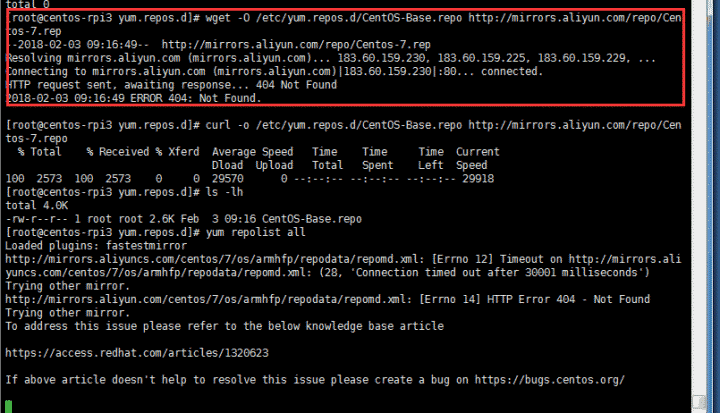 total 0
[root@centos-rpi3 yum.repos.d]# wget -O /etc/yum.repos.d/CentOS-Base.repo http://mirrors.aliyun.com/repo/Cen
tos-7.rep
--2018-02-03 09:16:49--  http://mirrors.aliyun.com/repo/Centos-7.rep
Resolving mirrors.aliyun.com (mirrors.aliyun.com)... 183.60.159.230, 183.60.159.225, 183.60.159.229, ...
Connecting to mirrors.aliyun.com (mirrors.aliyun.com)|183.60.159.230|:80... connected.
HTTP request sent, awaiting response... 404 Not Found
2018-02-03 09:16:49 ERROR 404: Not Found.
[root@centos-rpi3 yum.repos.d]# curl -o /etc/yum.repos.d/CentOS-Base.repo http://mirrors.aliyun.com/repo/Cen
tos-7.repo
  % Total    % Received % Xferd  Average Speed   Time    Time     Time  Current
                                 Dload  Upload   Total   Spent    Left  Speed
100  2573  100  2573    0     0  29570      0 --:--:-- --:--:-- --:--:-- 29918
[root@centos-rpi3 yum.repos.d]# ls -lh
total 4.0K
-rw-r--r-- 1 root root 2.6K Feb  3 09:16 CentOS-Base.repo
[root@centos-rpi3 yum.repos.d]# yum repolist all
Loaded plugins: fastestmirror
http://mirrors.aliyuncs.com/centos/7/os/armhfp/repodata/repomd.xml: [Errno 12] Timeout on http://mirrors.ali
yuncs.com/centos/7/os/armhfp/repodata/repomd.xml: (28, 'Connection timed out after 30001 milliseconds')
Trying other mirror.
http://mirrors.aliyun.com/centos/7/os/armhfp/repodata/repomd.xml: [Errno 14] HTTP Error 404 - Not Found
Trying other mirror.
To address this issue please refer to the below knowledge base article
https://access.redhat.com/articles/1320623
If above article doesn't help to resolve this issue please create a bug on https://bugs.centos.org/